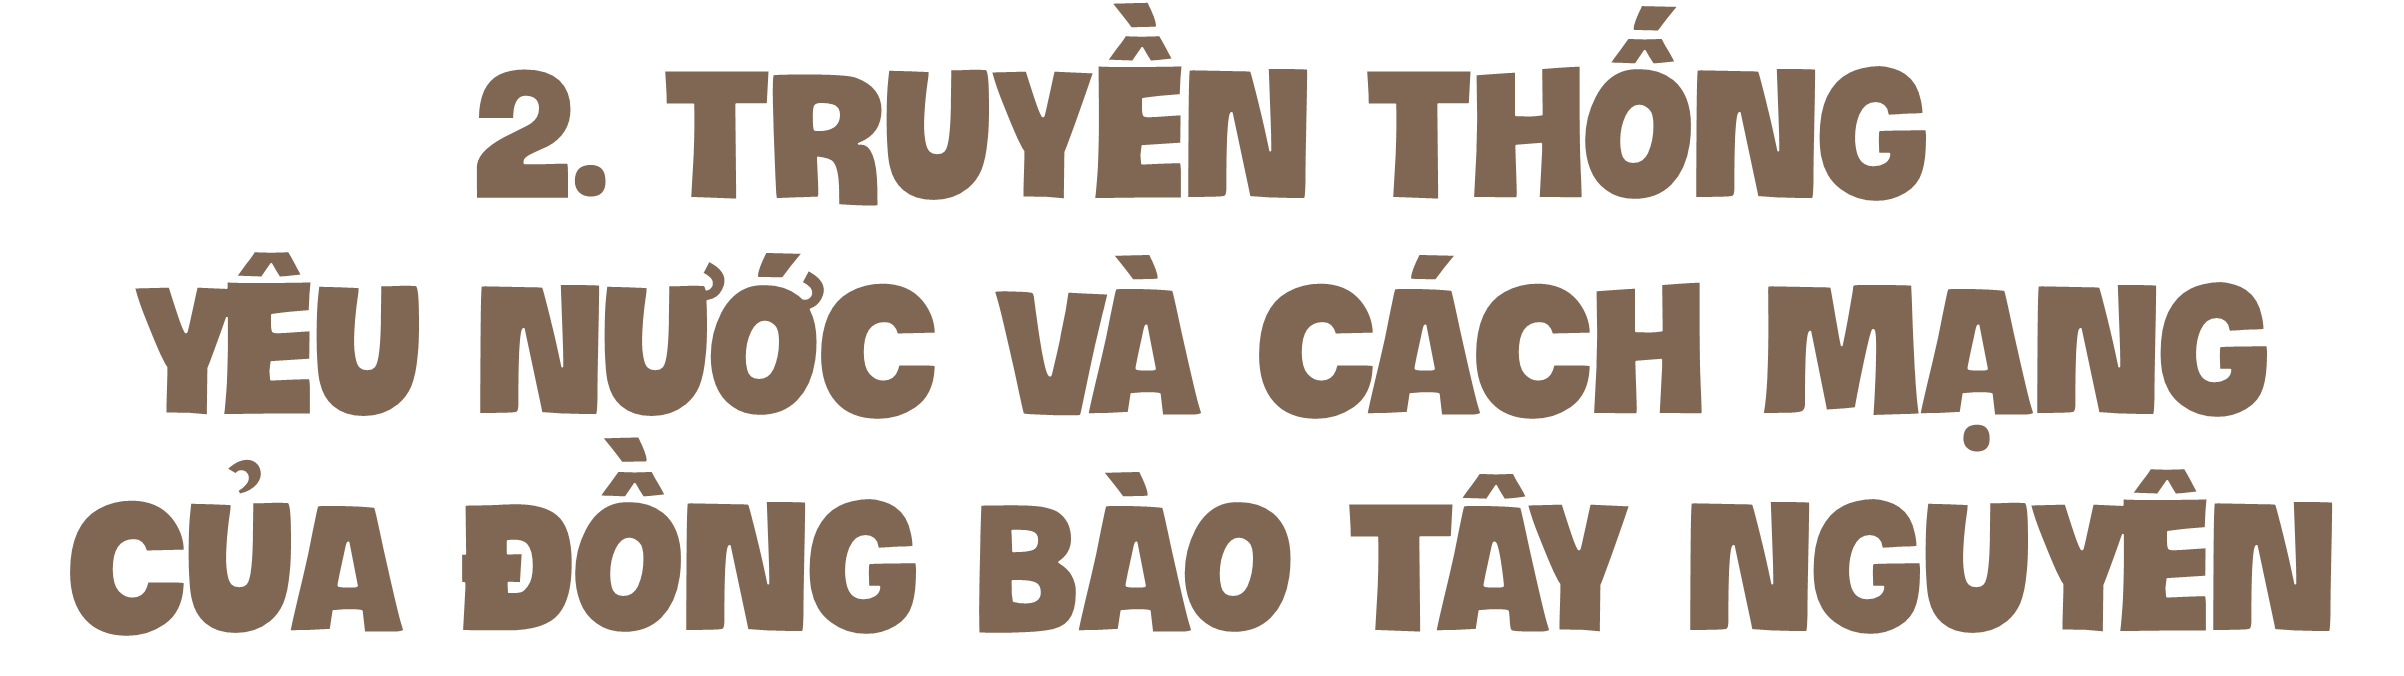 2. TRUYỀN THỐNG
YÊU NƯỚC VÀ CÁCH MẠNG
CỦA ĐỒNG BÀO TÂY NGUYÊN